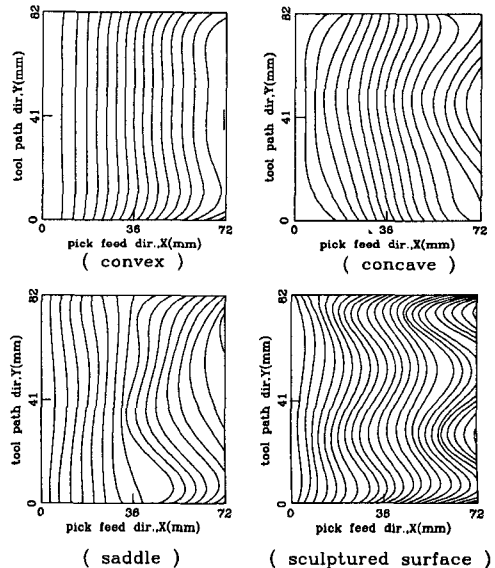 82
41
0
tool path dir,Y(mm)
0 36 72
pick feed dir.,X(mm)
( convex )
82
41
0
tool path dir,Y(mm)
0 36 72
pick feed dir.,X(mm)
( concave )
82
41
0
tool path dir,Y(mm)
0 36 72
pick feed dir.,X(mm)
( saddle )
82
41
0
tool path dir,Y(mm)
0 36 72
pick feed dir.,X(mm)
( sculptured surface )